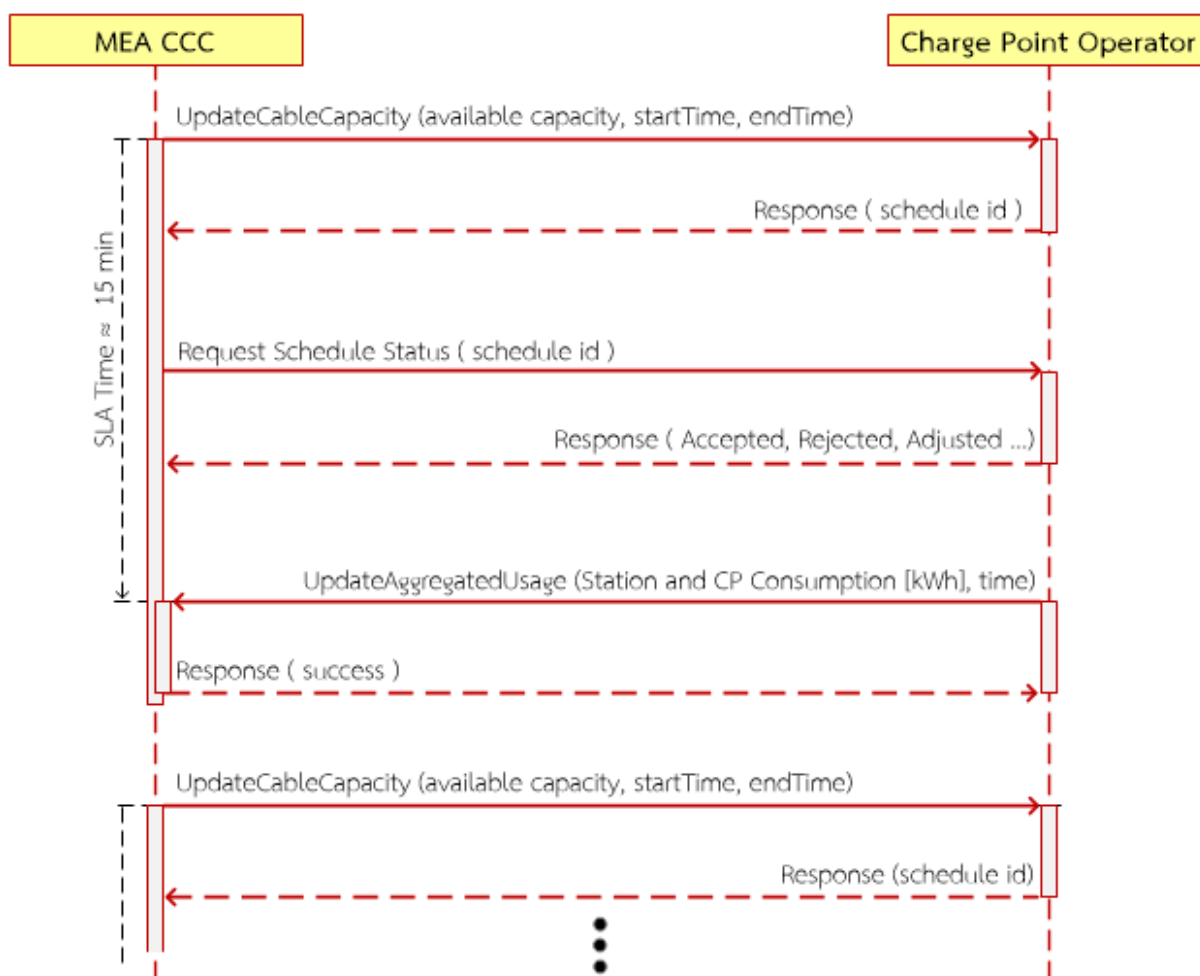 MEA CCC
Charge Point Operator
UpdateCableCapacity (available capacity, startTime, endTime)
Response ( schedule id )
SLA Time ≈ 15 min
Request Schedule Status ( schedule id )
Response ( Accepted, Rejected, Adjusted ...)
UpdateAggregatedUsage (Station and CP Consumption [kWh], time)
Response ( success )
UpdateCableCapacity (available capacity, startTime, endTime)
Response (schedule id)